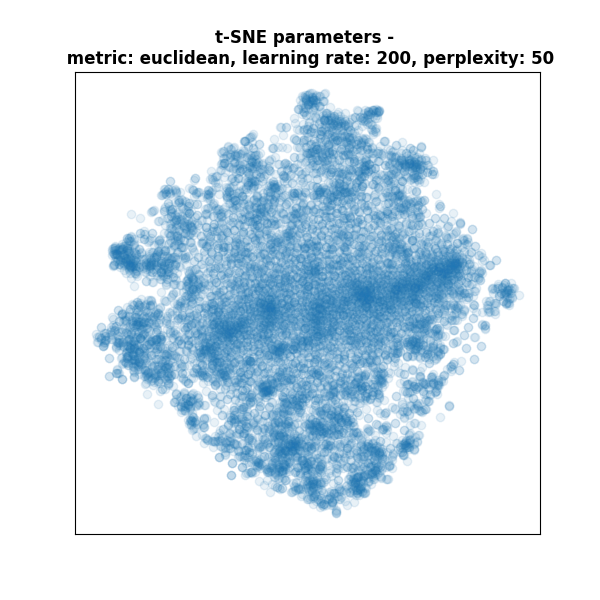 t-SNE parameters -
metric: euclidean, learning rate: 200, perplexity: 50